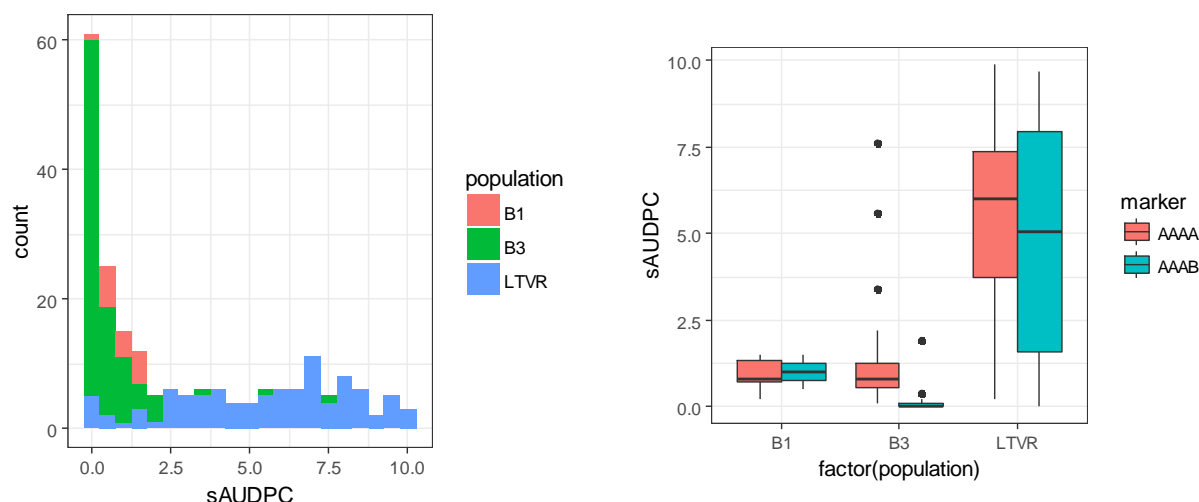 60
40
20
0
count
0.0
2.5
5.0
7.5
10.0
sAUDPC
population
B1
B3
LTVR
10.0
7.5
5.0
2.5
0.0
sAUDPC
B1
B3
LTVR
factor(population)
marker
AAAA
AAAB